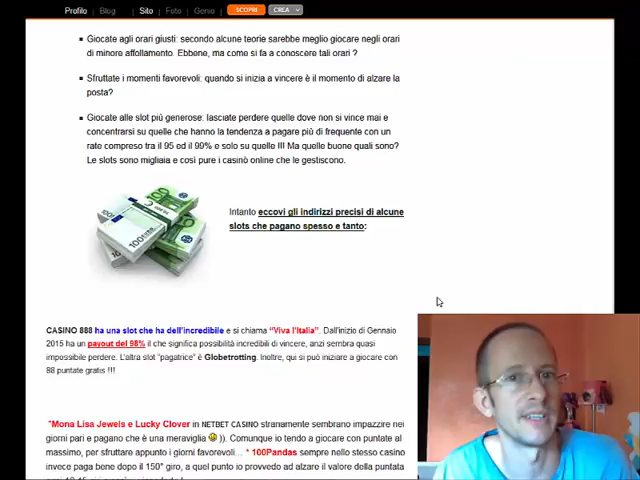 Profilo Blog Sito Foto Genio SCOPRI CREA
Giocate agli orari giusti: secondo alcune teorie sarebbe meglio giocare negli orari
di minore affollamento. Ebbene, ma come si fa a conoscere tali orari ?
Sfruttate i momenti favorevoli: quando si inizia a vincere è il momento di alzare la
posta?
Giocate alle slot più generose: lasciate perdere quelle dove non si vince mai e
concentrarsi su quelle che hanno la tendenza a pagare più di frequente con un
rate compreso tra il 95 ed il 99% e solo su quelle !!! Ma quelle buone quali sono?
Le slots sono migliaia e così pure i casinò online che le gestiscono.
Intanto eccovi gli indirizzi precisi di alcune
slots che pagano spesso e tanto:
CASINO 888 ha una slot che ha dell'incredibile e si chiama "Viva l'Italia". Dall'inizio di Gennaio
2015 ha un payout del 98% il che significa possibilità incredibili di vincere, anzi sembra quasi
impossibile perdere. L'altra slot "pagatrice" è Globetrotting. Inoltre, qui si può iniziare a giocare con
88 puntate gratis !!!
"Mona Lisa Jewels e Lucky Clover in NETBET CASINO stranamente sembrano impazzire nei
giorni pari e pagano che è una meraviglia )). Comunque io tendo a giocare con puntate al
massimo, per sfruttare appunto i giorni favorevoli... * 100Pandas sempre nello stesso casino
invece paga bene dopo il 150° giro, a quel punto io provvedo ad alzare il valore della puntata